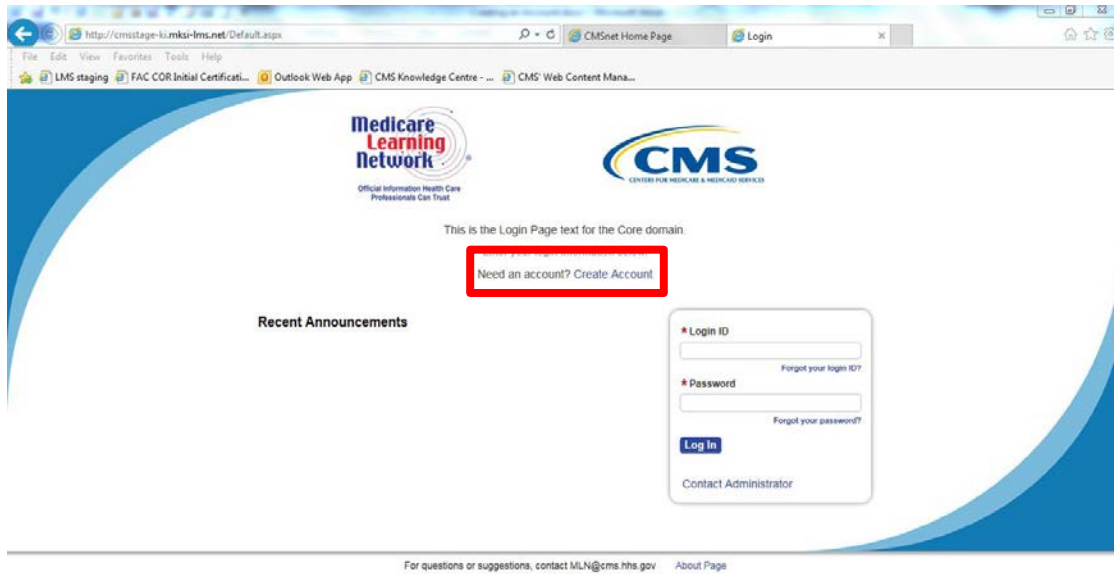 http://cmsstage-ki.mksi-lms.net/Default.aspx
CMSnet Home Page
Login
File Edit View Favorites Tools Help
LMS staging FAC COR Initial Certificati... Outlook Web App CMS Knowledge Centre - ... CMS' Web Content Mana...
Medicare
Learning
Network
Official Information Health Care
Professionals Can Trust
CMS
CENTERS FOR MEDICARE & MEDICAID SERVICES
This is the Login Page text for the Core domain.
Need an account? Create Account
Recent Announcements
* Login ID
Forgot your login ID?
* Password
Forgot your password?
Log In
Contact Administrator
For questions or suggestions, contact MLN@cms.hhs.gov About Page